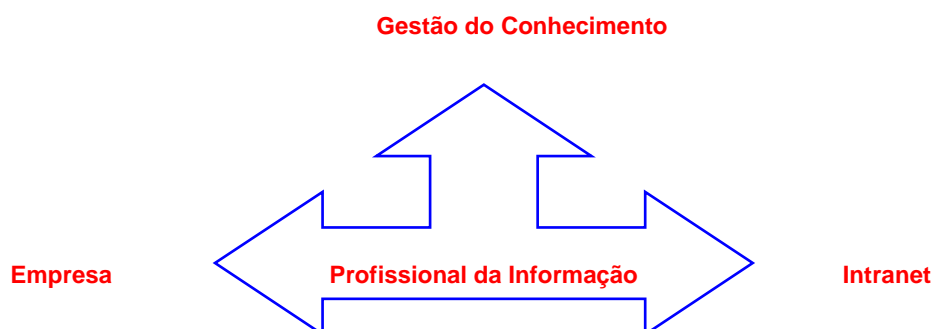 Gestão do Conhecimento
Empresa Profissional da Informação Intranet